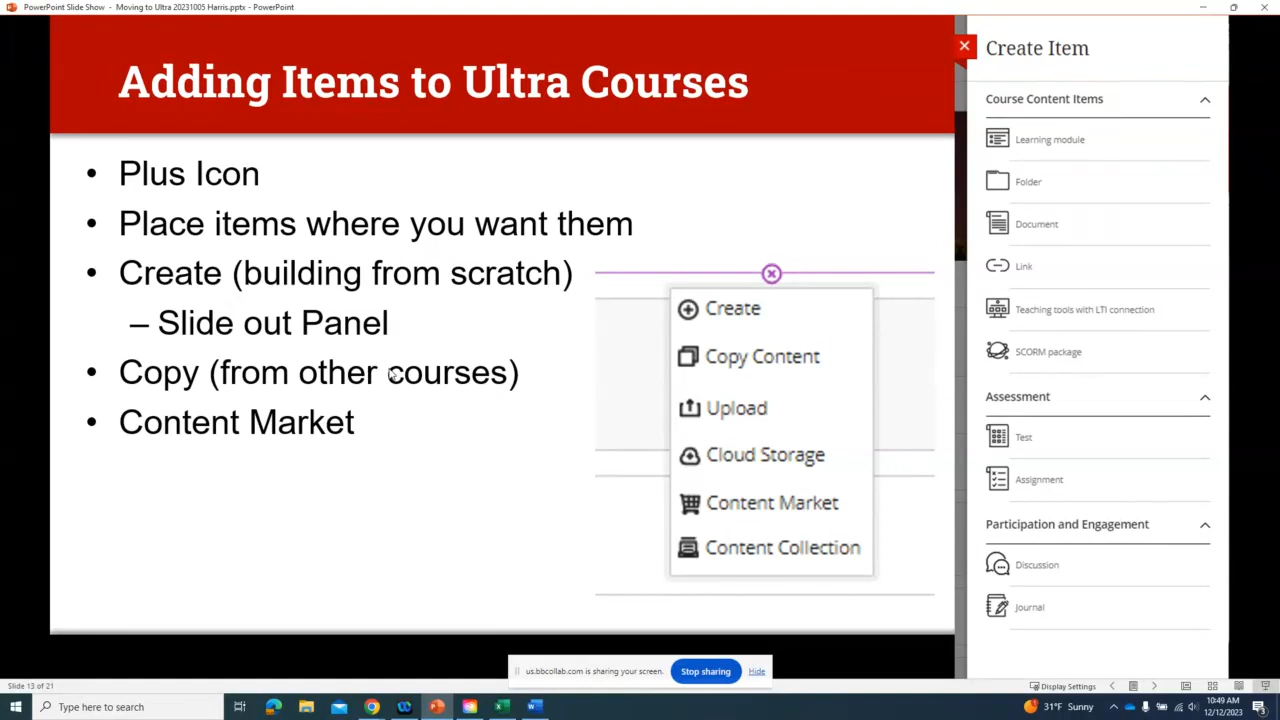 PowerPoint Slide Show - Moving to Ultra 20231005 Harris.pptx - PowerPoint
Adding Items to Ultra Courses
• Plus Icon
• Place items where you want them
• Create (building from scratch)
– Slide out Panel
• Copy (from other courses)
• Content Market
Create
Copy Content
Upload
Cloud Storage
Content Market
Content Collection
Create Item
Course Content Items
Learning module
Folder
Document
Link
Teaching tools with LTI connection
SCORM package
Assessment
Test
Assignment
Participation and Engagement
Discussion
Journal
us.bbcollab.com is sharing your screen.
Stop sharing
Hide
Slide 13 of 21
Display Settings
Type here to search
31°F Sunny
10:49 AM
12/12/2023
3